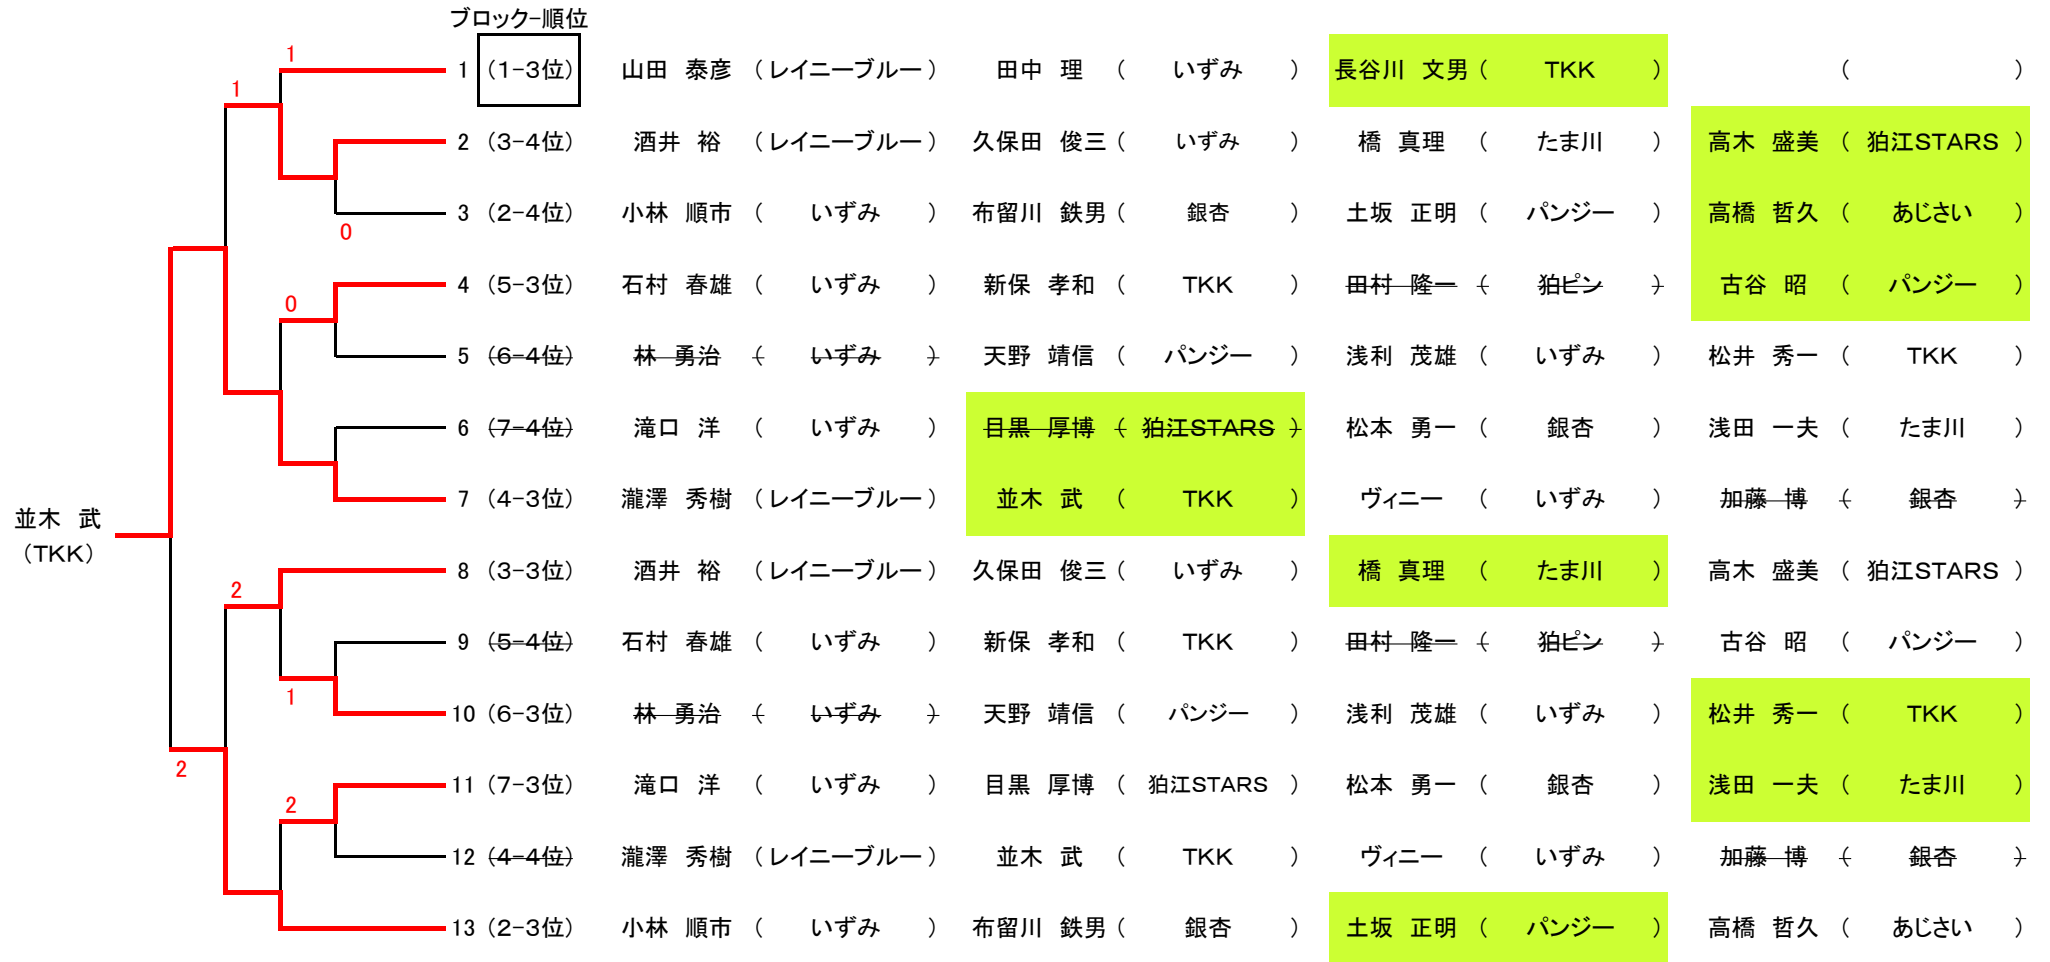 ブロック-順位
1
1 (1-3位) 山田 泰彦 (レイニーブルー) 田中 理 ( いずみ ) 長谷川 文男 ( TKK ) ( )
1
2 (3-4位) 酒井 裕 (レイニーブルー) 久保田 俊三 ( いずみ ) 橋 真理 ( たま川 ) 高木 盛美 ( 狛江STARS )
3 (2-4位) 小林 順市 ( いずみ ) 布留川 鉄男 ( 銀杏 ) 土坂 正明 ( パンジー ) 高橋 哲久 ( あじさい )
0
4 (5-3位) 石村 春雄 ( いずみ ) 新保 孝和 ( TKK ) 田村 隆一 ( 狛ピン ) 古谷 昭 ( パンジー )
0
5 (6-4位) 林 勇治 ( いずみ ) 天野 靖信 ( パンジー ) 浅利 茂雄 ( いずみ ) 松井 秀一 ( TKK )
6 (7-4位) 滝口 洋 ( いずみ ) 目黒 厚博 ( 狛江STARS ) 松本 勇一 ( 銀杏 ) 浅田 一夫 ( たま川 )
7 (4-3位) 瀧澤 秀樹 (レイニーブルー) 並木 武 ( TKK ) ヴィニー ( いずみ ) 加藤 博 ( 銀杏 )
並木 武
(TKK)
8 (3-3位) 酒井 裕 (レイニーブルー) 久保田 俊三 ( いずみ ) 橋 真理 ( たま川 ) 高木 盛美 ( 狛江STARS )
2
9 (5-4位) 石村 春雄 ( いずみ ) 新保 孝和 ( TKK ) 田村 隆一 ( 狛ピン ) 古谷 昭 ( パンジー )
1
10 (6-3位) 林 勇治 ( いずみ ) 天野 靖信 ( パンジー ) 浅利 茂雄 ( いずみ ) 松井 秀一 ( TKK )
2
11 (7-3位) 滝口 洋 ( いずみ ) 目黒 厚博 ( 狛江STARS ) 松本 勇一 ( 銀杏 ) 浅田 一夫 ( たま川 )
2
12 (4-4位) 瀧澤 秀樹 (レイニーブルー) 並木 武 ( TKK ) ヴィニー ( いずみ ) 加藤 博 ( 銀杏 )
13 (2-3位) 小林 順市 ( いずみ ) 布留川 鉄男 ( 銀杏 ) 土坂 正明 ( パンジー ) 高橋 哲久 ( あじさい )